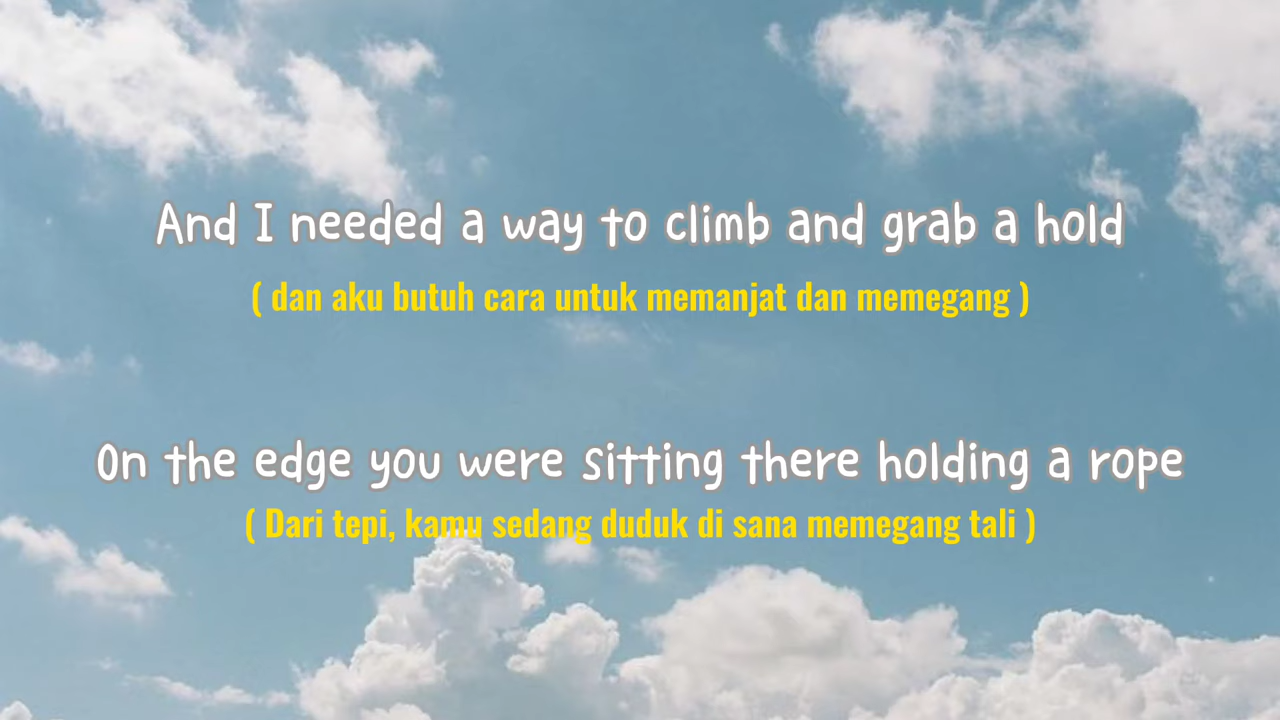 And I needed a way to climb and grab a hold
( dan aku butuh cara untuk memanjat dan memegang )
On the edge you were sitting there holding a rope
( Dari tepi, kamu sedang duduk di sana memegang tali )